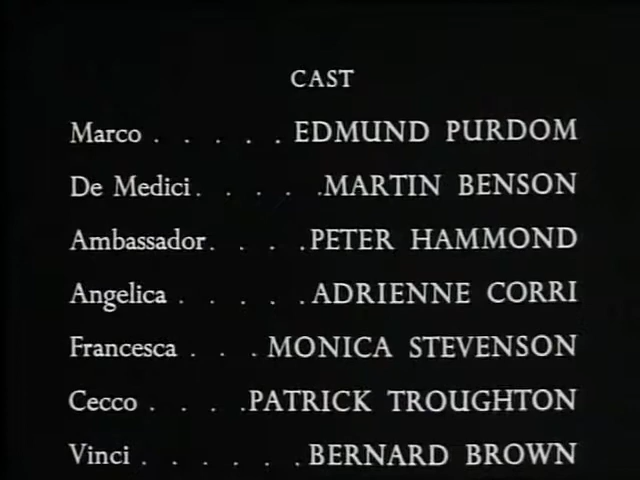 CAST
Marco . . . . . EDMUND PURDOM
De Medici . . . . . MARTIN BENSON
Ambassador . . . . PETER HAMMOND
Angelica . . . . . ADRIENNE CORRI
Francesca . . . MONICA STEVENSON
Cecco . . . . PATRICK TROUGHTON
Vinci . . . . . . BERNARD BROWN